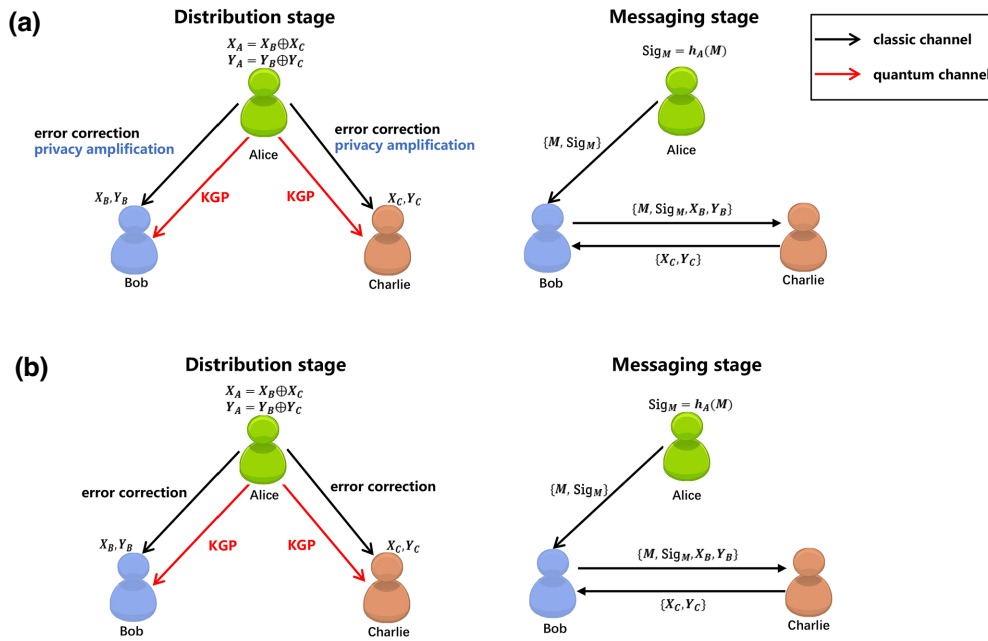 (a)
Distribution stage
X_A = X_B⊕X_C
Y_A = Y_B⊕Y_C
error correction
privacy amplification
error correction
privacy amplification
Alice
X_B, Y_B
KGP
KGP
X_C, Y_C
Bob
Charlie
Messaging stage
Sig_M = h_A(M)
{M, Sig_M}
Alice
{M, Sig_M, X_B, Y_B}
{X_C, Y_C}
Bob
Charlie
classic channel
quantum channel
(b)
Distribution stage
X_A = X_B⊕X_C
Y_A = Y_B⊕Y_C
error correction
error correction
Alice
X_B, Y_B
KGP
KGP
X_C, Y_C
Bob
Charlie
Messaging stage
Sig_M = h_A(M)
{M, Sig_M}
Alice
{M, Sig_M, X_B, Y_B}
{X_C, Y_C}
Bob
Charlie